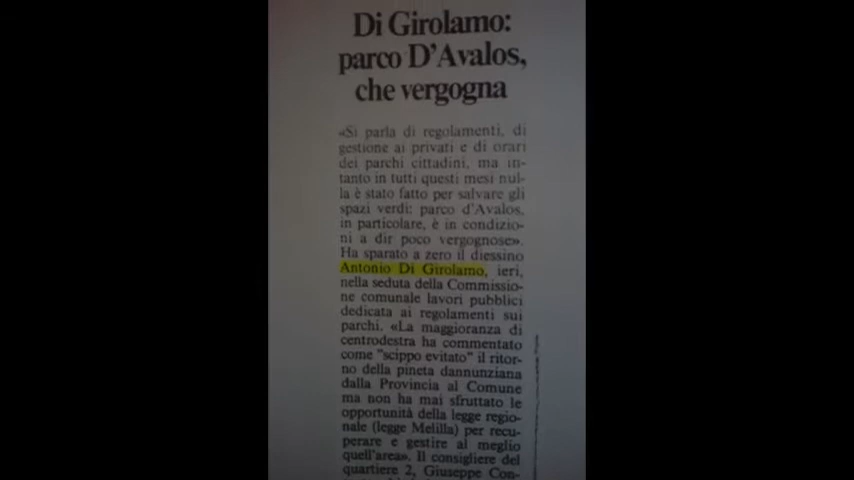 Di Girolamo:
parco D'Avalos,
che vergogna
«Si parla di regolamenti, di
gestione ai privati e di orari
dei parchi cittadini, ma in-
tanto in tutti questi mesi nul-
la è stato fatto per salvare gli
spazi verdi: parco d'Avalos,
in particolare, è in condizio-
ni a dir poco vergognose».
Ha sparato a zero il diessino
Antonio Di Girolamo, ieri,
nella seduta della Commissio-
ne comunale lavori pubblici
dedicata ai regolamenti sui
parchi. «La maggioranza di
centrodestra ha commentato
come "scippo evitato" il ritor-
no della pineta dannunziana
dalla Provincia al Comune
ma non ha mai sfruttato le
opportunità della legge regio-
nale (legge Melilla) per recu-
perare e gestire al meglio
quell'area». Il consigliere del
quartiere 2, Giuseppe Con-